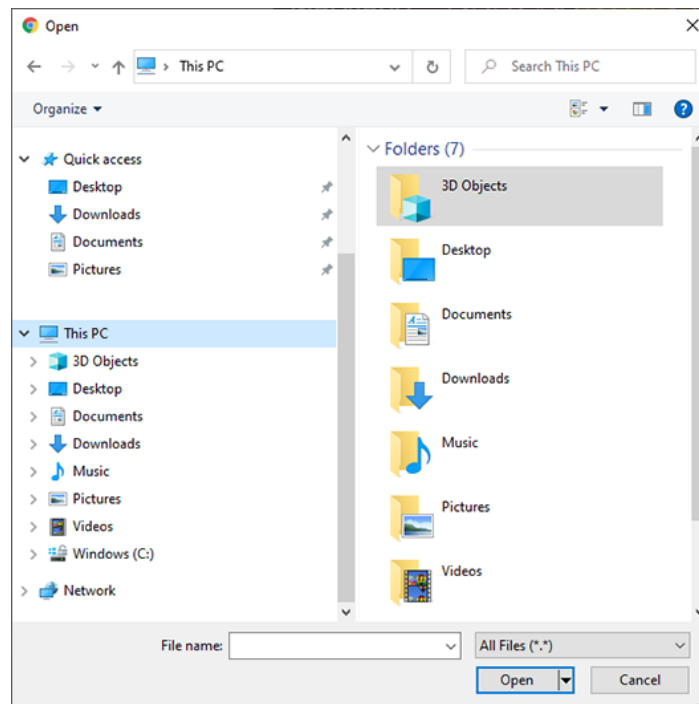 Open
This PC
Search This PC
Organize
Quick access
Desktop
Downloads
Documents
Pictures
This PC
3D Objects
Desktop
Documents
Downloads
Music
Pictures
Videos
Windows (C:)
Network
Folders (7)
3D Objects
Desktop
Documents
Downloads
Music
Pictures
Videos
File name:
All Files (*.*)
Open
Cancel